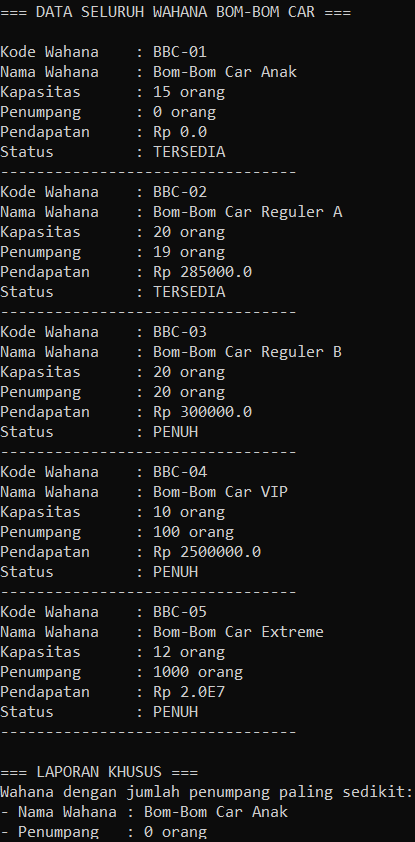 === DATA SELURUH WAHANA BOM-BOM CAR ===
Kode Wahana    : BBC-01
Nama Wahana    : Bom-Bom Car Anak
Kapasitas      : 15 orang
Penumpang      : 0 orang
Pendapatan     : Rp 0.0
Status         : TERSEDIA
---------------------------------
Kode Wahana    : BBC-02
Nama Wahana    : Bom-Bom Car Reguler A
Kapasitas      : 20 orang
Penumpang      : 19 orang
Pendapatan     : Rp 285000.0
Status         : TERSEDIA
---------------------------------
Kode Wahana    : BBC-03
Nama Wahana    : Bom-Bom Car Reguler B
Kapasitas      : 20 orang
Penumpang      : 20 orang
Pendapatan     : Rp 300000.0
Status         : PENUH
---------------------------------
Kode Wahana    : BBC-04
Nama Wahana    : Bom-Bom Car VIP
Kapasitas      : 10 orang
Penumpang      : 100 orang
Pendapatan     : Rp 2500000.0
Status         : PENUH
---------------------------------
Kode Wahana    : BBC-05
Nama Wahana    : Bom-Bom Car Extreme
Kapasitas      : 12 orang
Penumpang      : 1000 orang
Pendapatan     : Rp 2.0E7
Status         : PENUH
---------------------------------
=== LAPORAN KHUSUS ===
Wahana dengan jumlah penumpang paling sedikit:
- Nama Wahana : Bom-Bom Car Anak
- Penumpang   : 0 orang